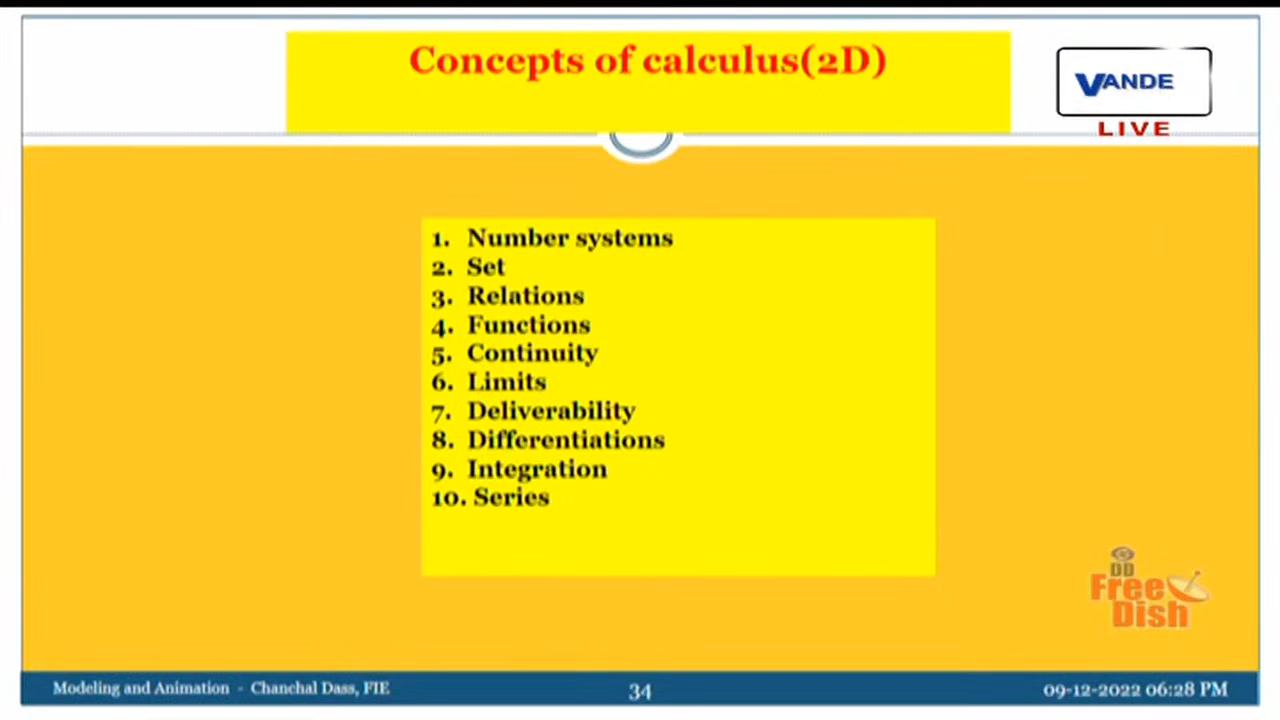 Concepts of calculus(2D)
VANDE
LIVE
1. Number systems
2. Set
3. Relations
4. Functions
5. Continuity
6. Limits
7. Deliverability
8. Differentiations
9. Integration
10. Series
DD
Free
Dish
Modeling and Animation - Chanchal Dass, FIE
34
09-12-2022 06:28 PM